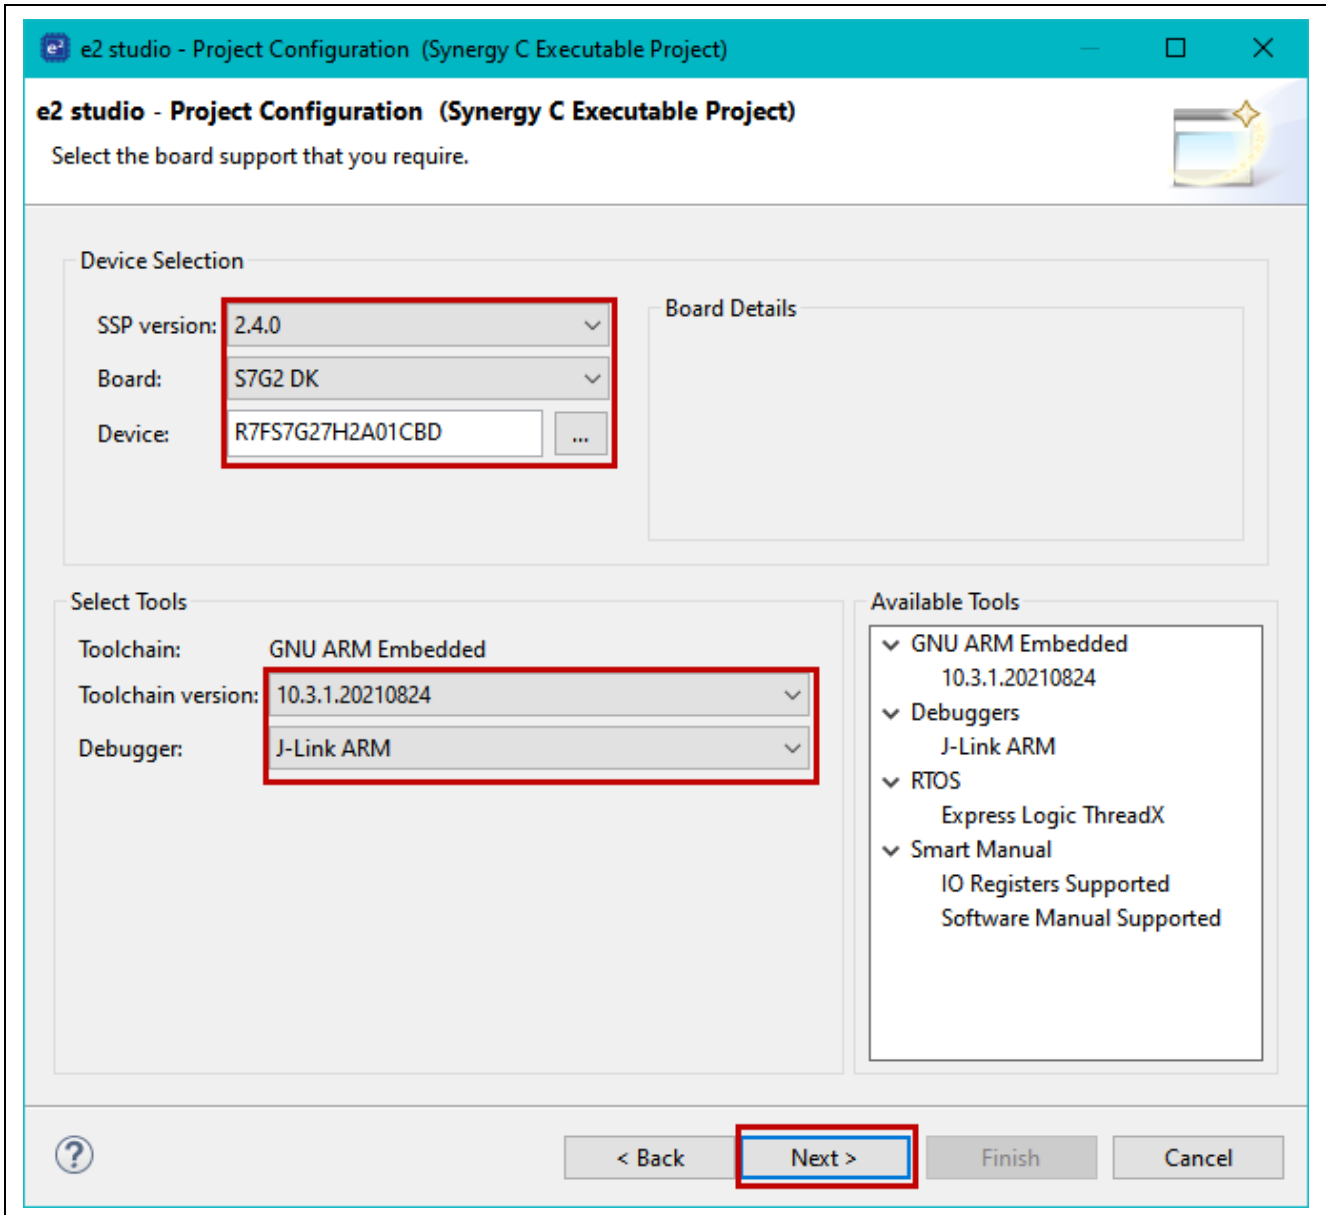 e2 studio - Project Configuration (Synergy C Executable Project)
e2 studio - Project Configuration (Synergy C Executable Project)
Select the board support that you require.
Device Selection
SSP version: 2.4.0
Board: S7G2 DK
Device: R7FS7G27H2A01CBD ...
Board Details
Select Tools
Toolchain: GNU ARM Embedded
Toolchain version: 10.3.1.20210824
Debugger: J-Link ARM
Available Tools
GNU ARM Embedded
10.3.1.20210824
Debuggers
J-Link ARM
RTOS
Express Logic ThreadX
Smart Manual
IO Registers Supported
Software Manual Supported
? < Back Next > Finish Cancel